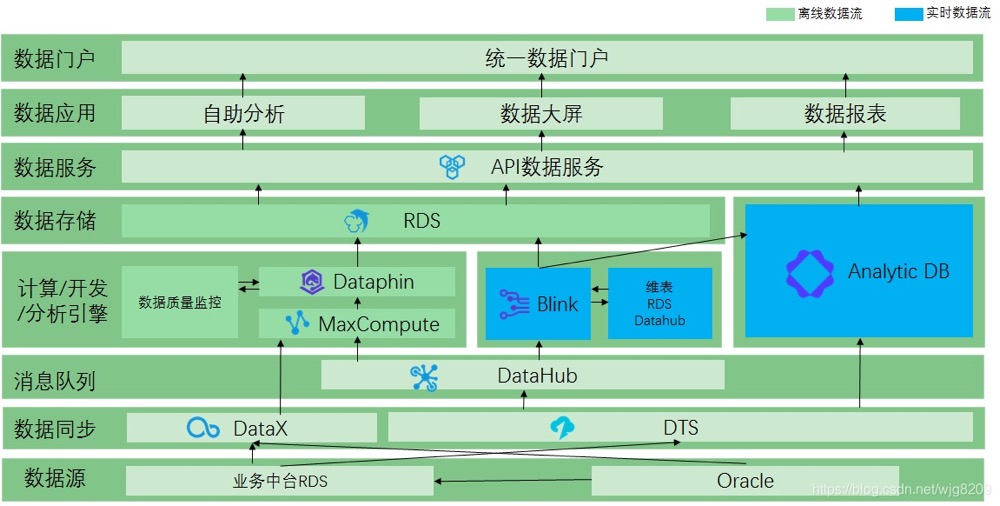 离线数据流
实时数据流
数据门户
统一数据门户
数据应用
自助分析
数据大屏
数据报表
数据服务
API数据服务
数据存储
RDS
Analytic DB
计算/开发
/分析引擎
数据质量监控
Dataphin
MaxCompute
Blink
维表
RDS
Datahub
消息队列
DataHub
数据同步
DataX
DTS
数据源
业务中台RDS
Oracle
https://blog.csdn.net/wjg8209